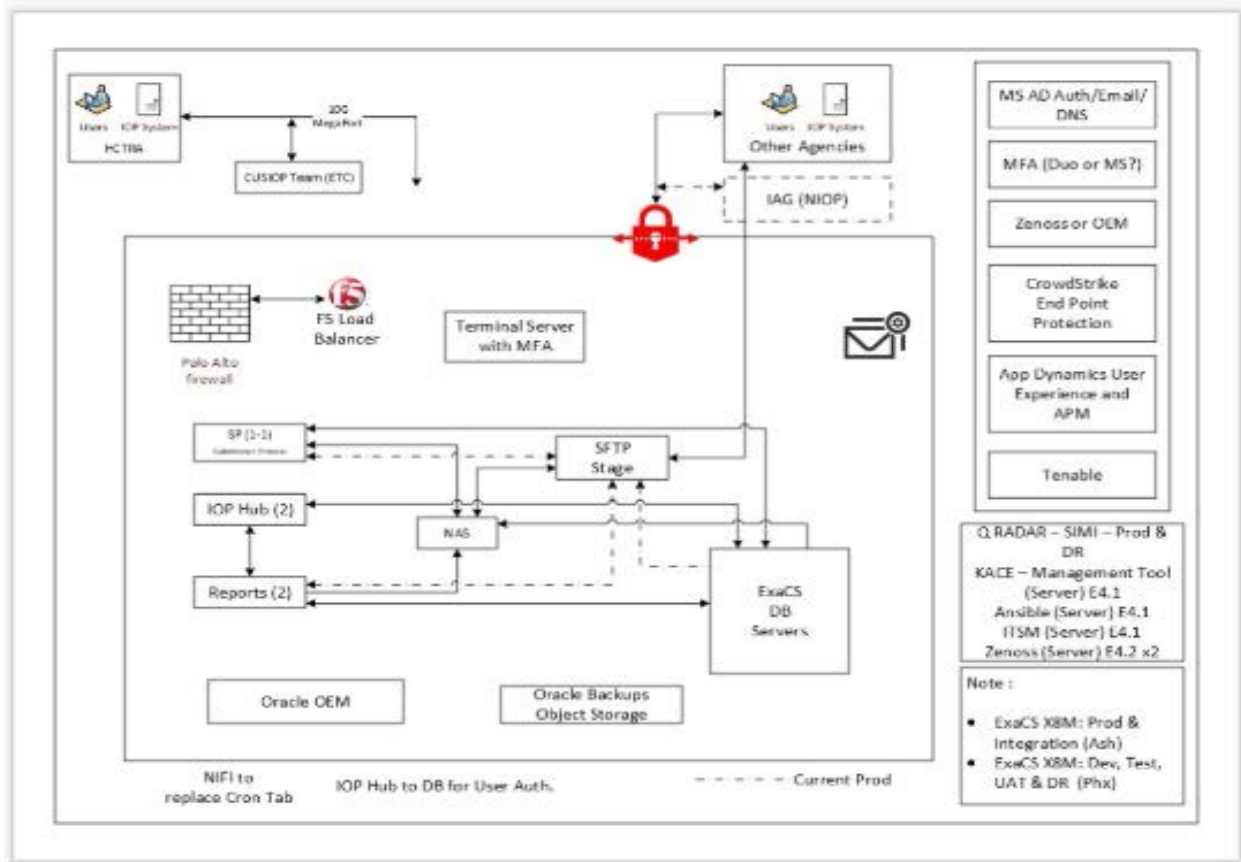 Users IOP System
HCTRA
10G
MegaPort
CUSIOP Team (ETC)
Users IOP System
Other Agencies
IAG (NIOP)
F5
F5 Load
Balancer
Palo Alto
firewall
Terminal Server
with MFA
SP (1-1)
SFTP
Stage
IOP Hub (2)
NAS
Reports (2)
ExaCS
DB
Servers
Oracle OEM
Oracle Backups
Object Storage
NIFI to
replace Cron Tab
IOP Hub to DB for User Auth.
Current Prod
MS AD Auth/Email/
DNS
MFA (Duo or MS?)
Zenoss or OEM
CrowdStrike
End Point
Protection
App Dynamics User
Experience and
APM
Tenable
Q RADAR – SIMI – Prod &
DR
KACE – Management Tool
(Server) E4.1
Ansible (Server) E4.1
ITSM (Server) E4.1
Zenoss (Server) E4.2 x2
Note :
• ExaCS X8M: Prod &
Integration (Ash)
• ExaCS X8M: Dev, Test,
UAT & DR (Phx)